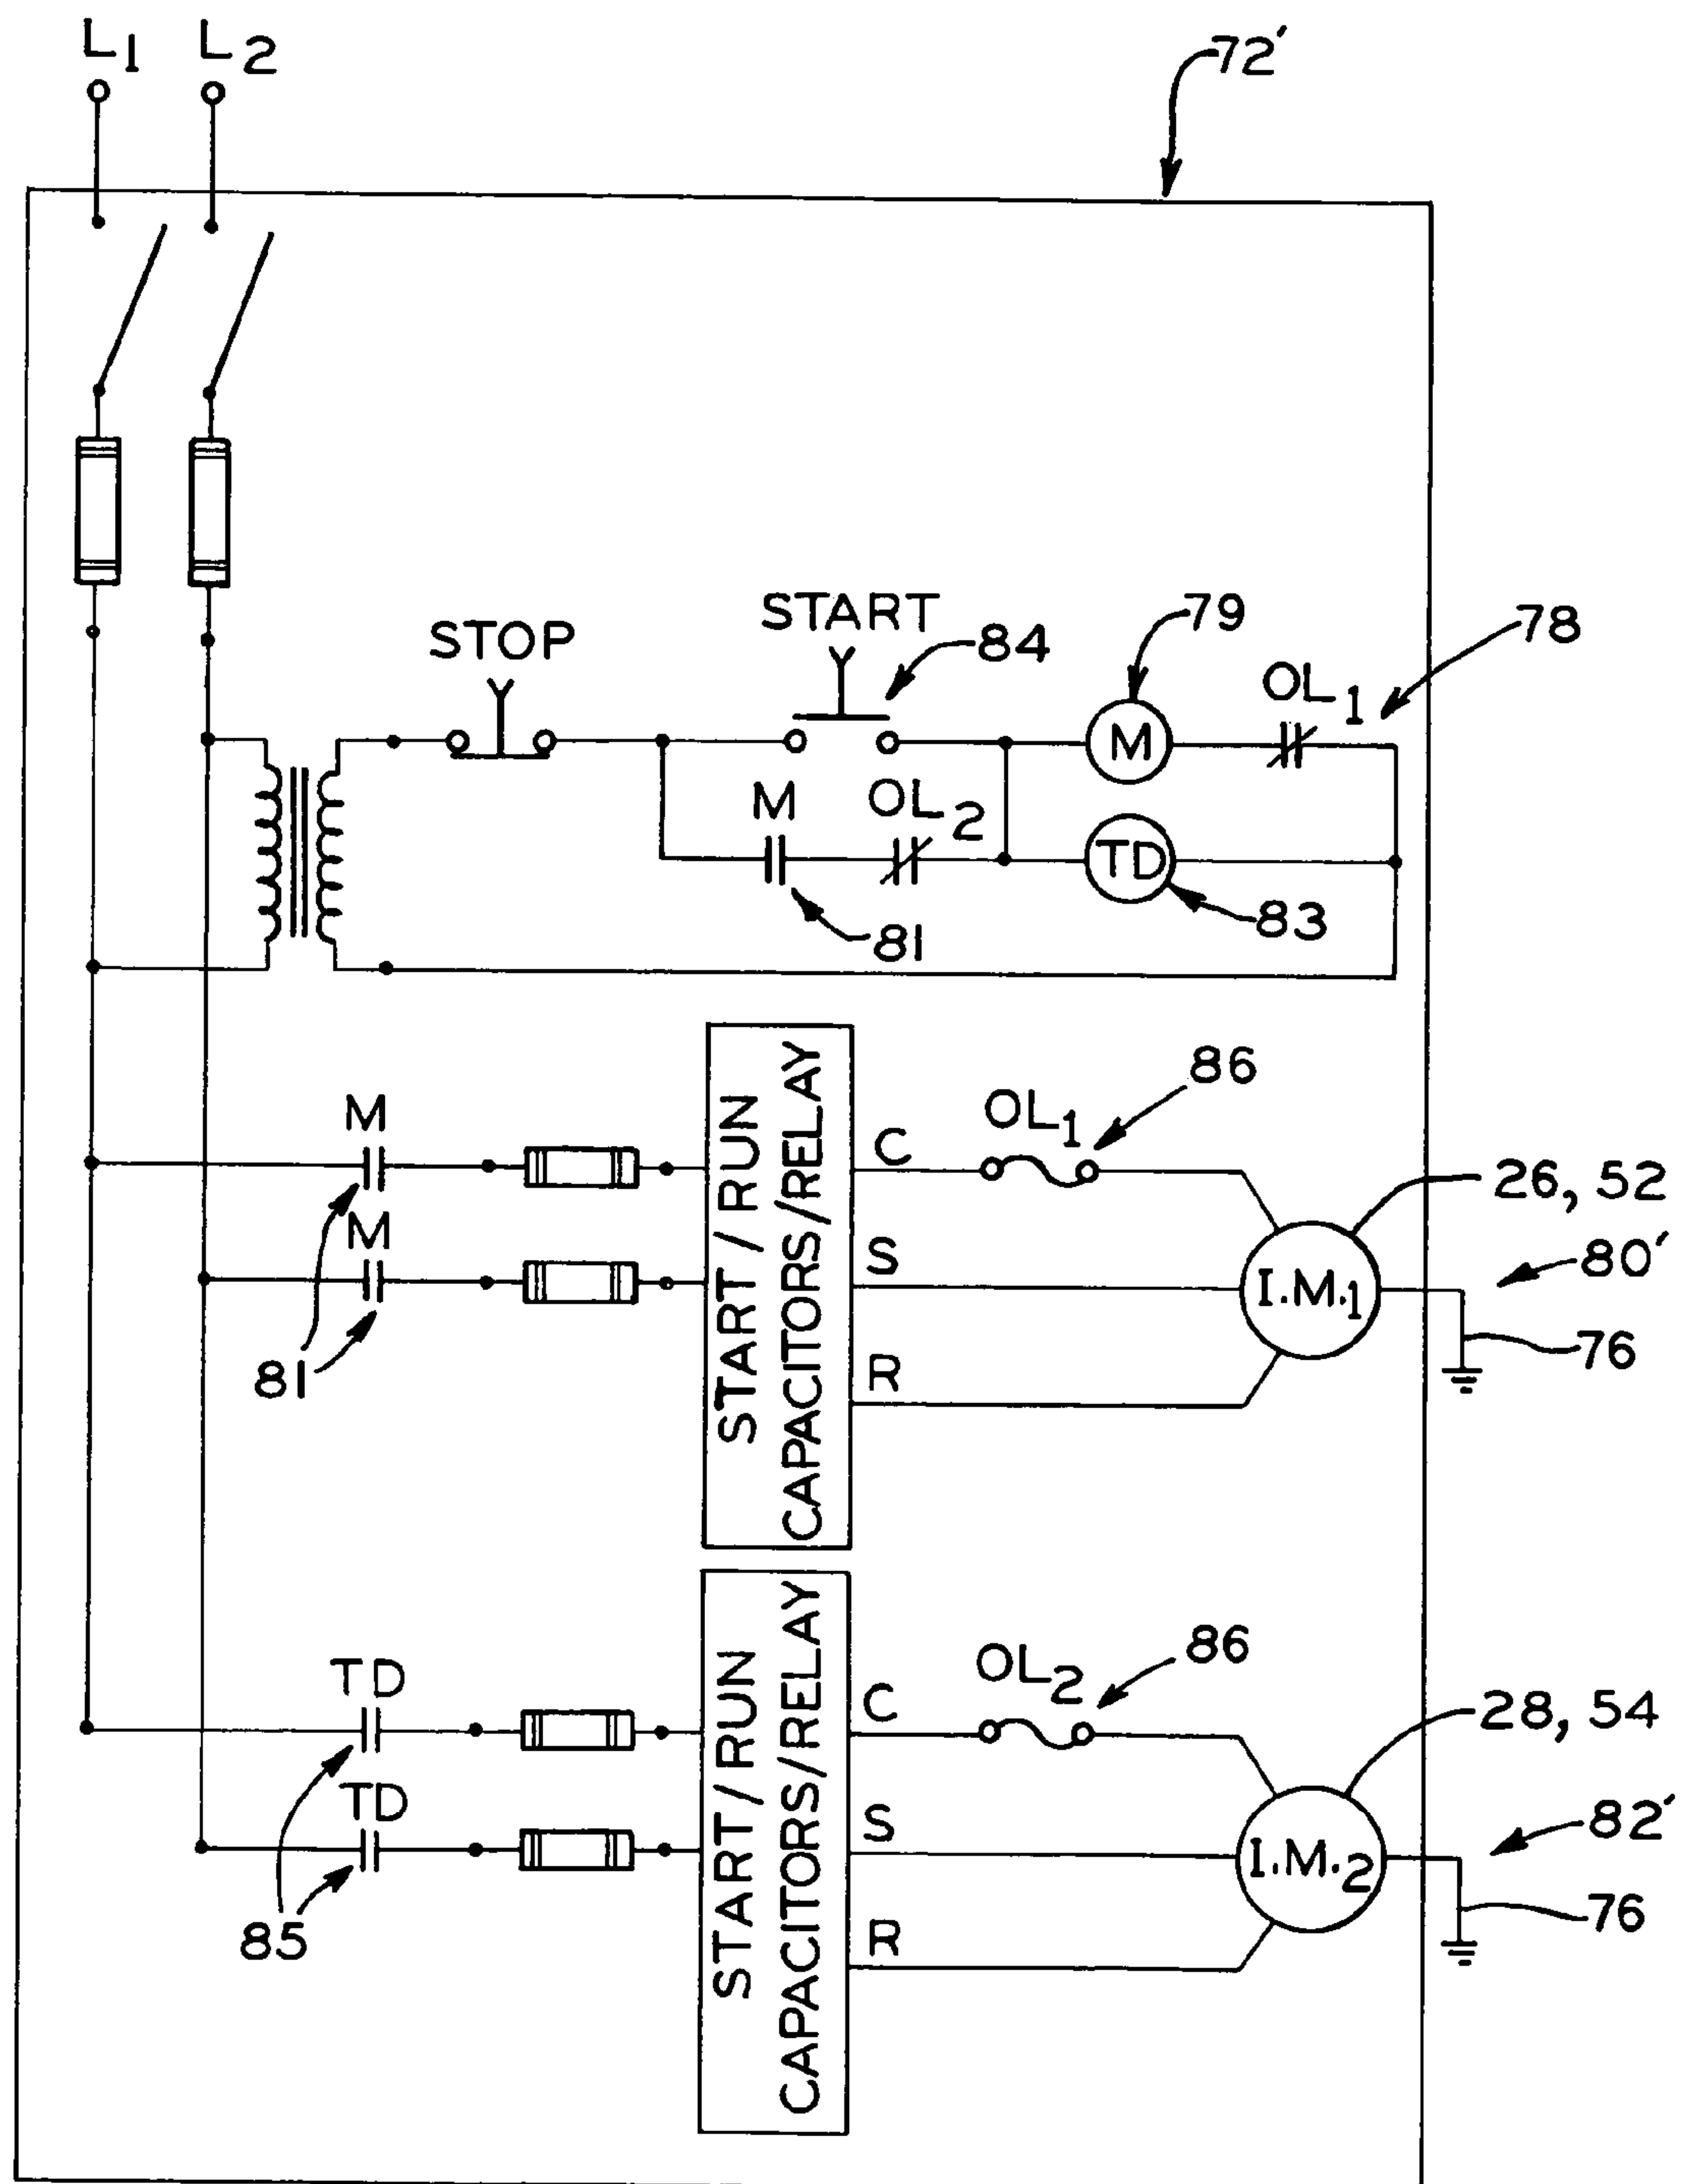 L1 L2
72'
STOP
START
84
79
78
OL1
M
M
OL2
TD
81
83
M
M
81
START/RUN
CAPACITORS/RELAY
C
OL1
86
S
R
I.M.1
26, 52
80'
76
TD
TD
85
START/RUN
CAPACITORS/RELAY
C
OL2
86
S
R
I.M.2
28, 54
82'
76